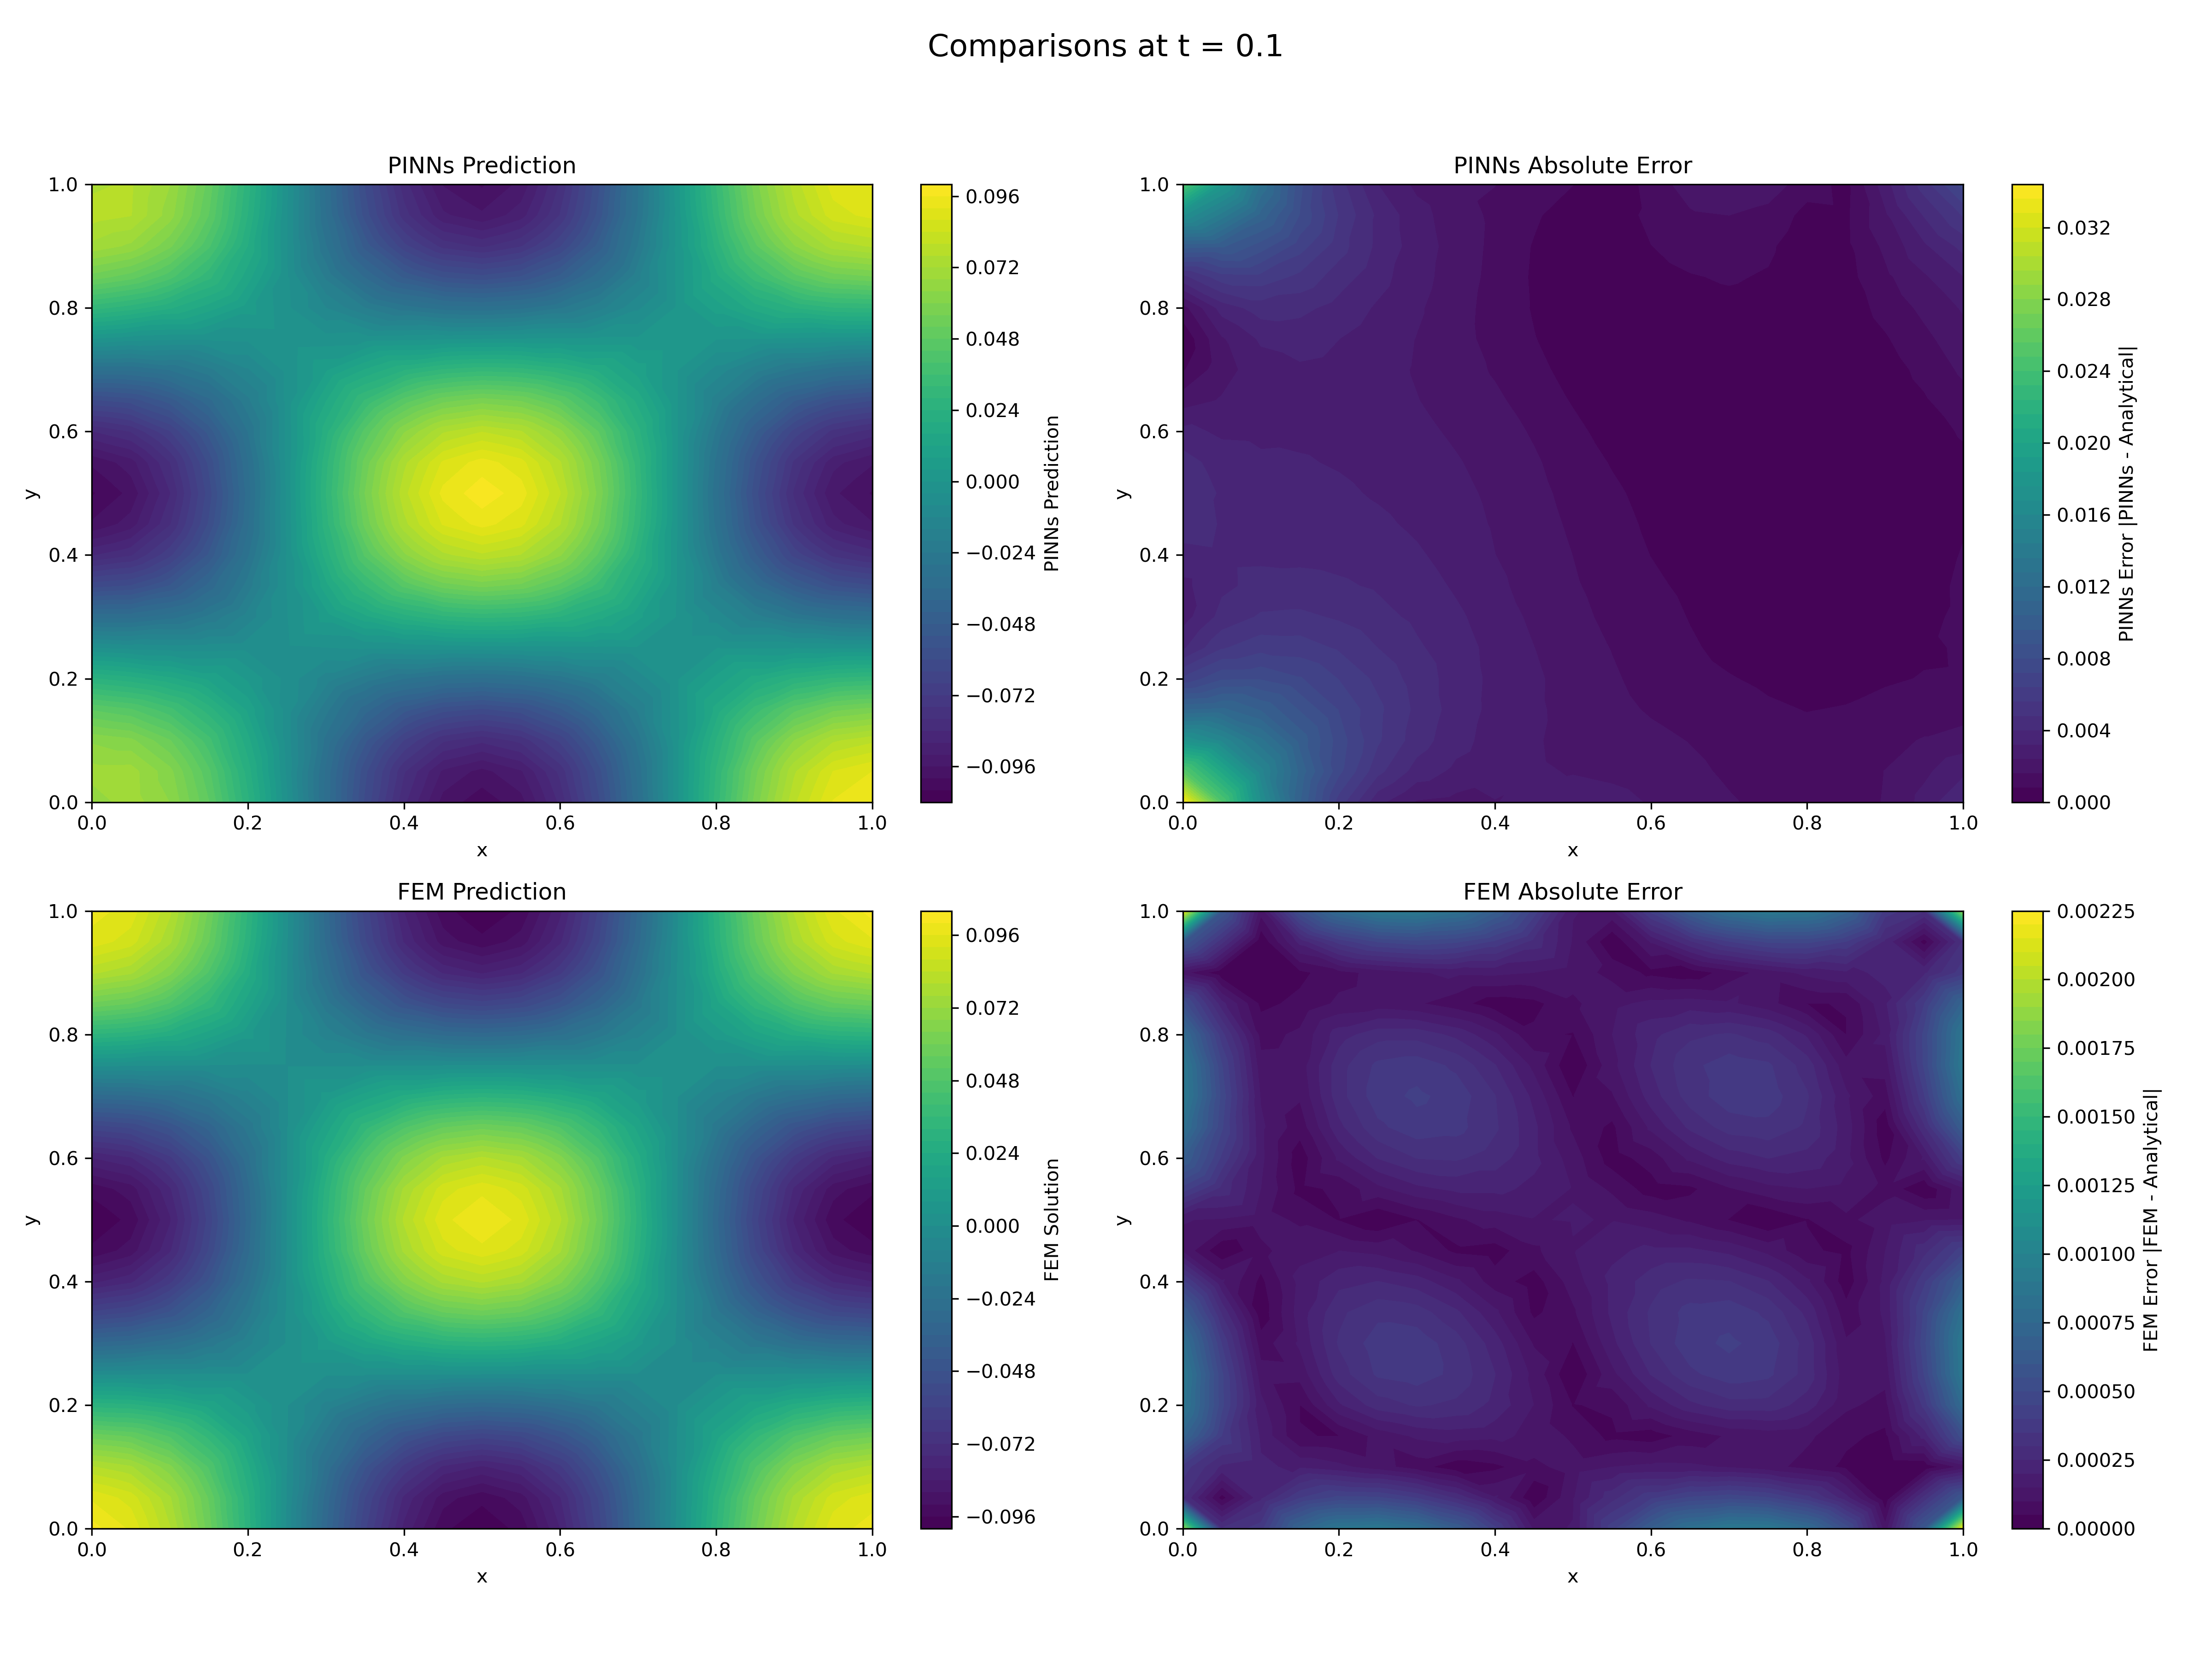 Comparisons at t = 0.1
PINNs Prediction
1.0
0.8
0.6
0.4
0.2
0.0
y
0.0 0.2 0.4 0.6 0.8 1.0
x
0.096
0.072
0.048
0.024
0.000
−0.024
−0.048
−0.072
−0.096
PINNs Prediction
PINNs Absolute Error
1.0
0.8
0.6
0.4
0.2
0.0
y
0.0 0.2 0.4 0.6 0.8 1.0
x
0.032
0.028
0.024
0.020
0.016
0.012
0.008
0.004
0.000
PINNs Error |PINNs - Analytical|
FEM Prediction
1.0
0.8
0.6
0.4
0.2
0.0
y
0.0 0.2 0.4 0.6 0.8 1.0
x
0.096
0.072
0.048
0.024
0.000
−0.024
−0.048
−0.072
−0.096
FEM Solution
FEM Absolute Error
1.0
0.8
0.6
0.4
0.2
0.0
y
0.0 0.2 0.4 0.6 0.8 1.0
x
0.00225
0.00200
0.00175
0.00150
0.00125
0.00100
0.00075
0.00050
0.00025
0.00000
FEM Error |FEM - Analytical|